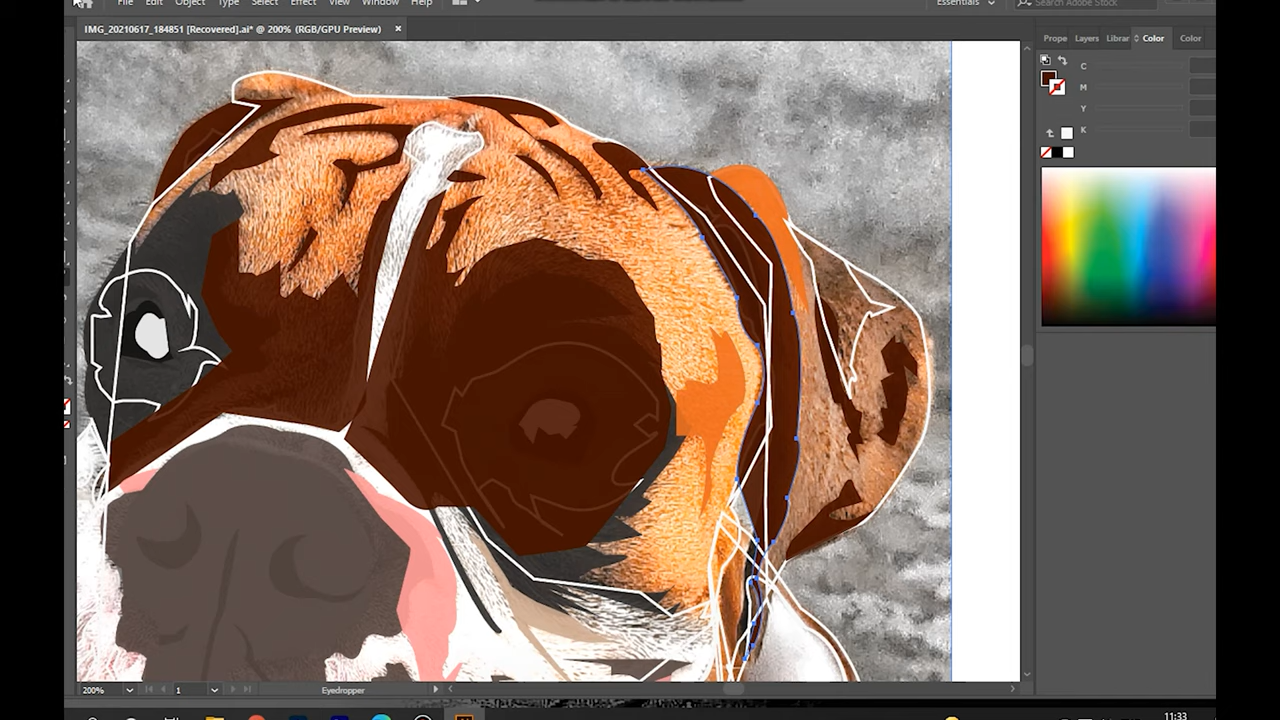 File Edit Object Type Select Effect View Window Help
Essentials
Search Adobe Stock
IMG_20210617_184851 [Recovered].ai* @ 200% (RGB/GPU Preview) ×
Prope Layers Librar Color Color
C
M
Y
K
200% 1 Eyedropper
11:33